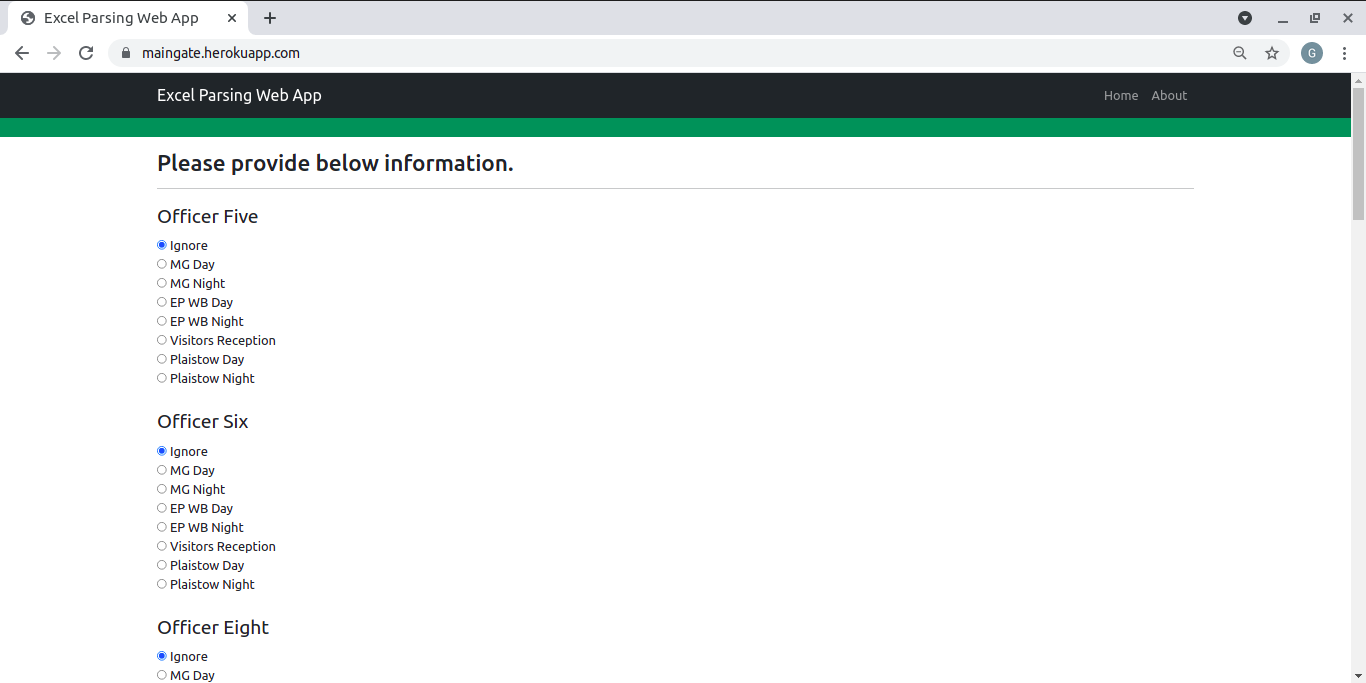 Excel Parsing Web App
maingate.herokuapp.com
G
Excel Parsing Web App Home About
Please provide below information.
Officer Five
Ignore
MG Day
MG Night
EP WB Day
EP WB Night
Visitors Reception
Plaistow Day
Plaistow Night
Officer Six
Ignore
MG Day
MG Night
EP WB Day
EP WB Night
Visitors Reception
Plaistow Day
Plaistow Night
Officer Eight
Ignore
MG Day